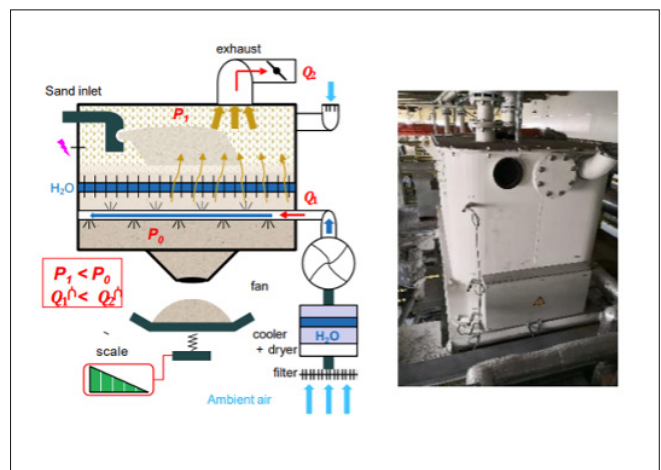 exhaust
Q2
Sand inlet
P1
H2O
Q1
P0
P1 < P0
Q1 < Q2
fan
cooler
+ dryer
H2O
scale
filter
Ambient air